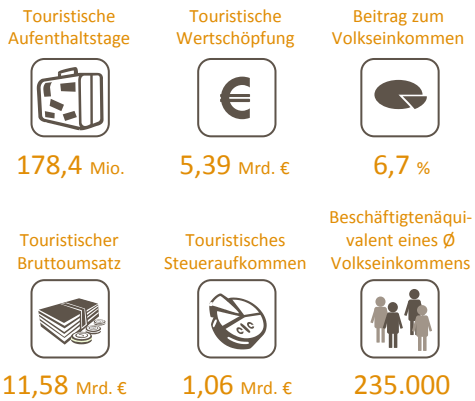 Touristische
Aufenthaltstage
178,4 Mio.
Touristische
Wertschöpfung
€
5,39 Mrd. €
Beitrag zum
Volkseinkommen
6,7 %
Touristischer
Bruttoumsatz
11,58 Mrd. €
Touristisches
Steueraufkommen
1,06 Mrd. €
Beschäftigtenäqui-
valent eines Ø
Volkseinkommens
235.000